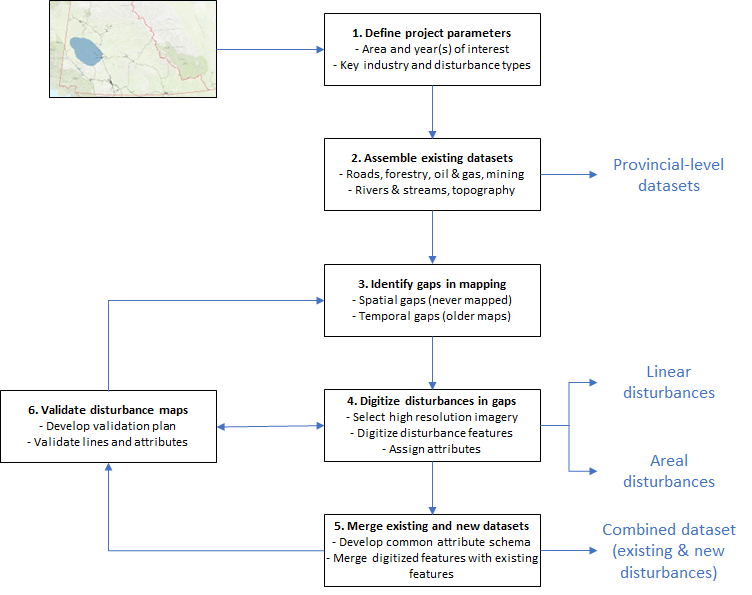 1. Define project parameters
- Area and year(s) of interest
- Key industry and disturbance types
2. Assemble existing datasets
- Roads, forestry, oil & gas, mining
- Rivers & streams, topography
Provincial-level
datasets
3. Identify gaps in mapping
- Spatial gaps (never mapped)
- Temporal gaps (older maps)
4. Digitize disturbances in gaps
- Select high resolution imagery
- Digitize disturbance features
- Assign attributes
Linear
disturbances
Areal
disturbances
6. Validate disturbance maps
- Develop validation plan
- Validate lines and attributes
5. Merge existing and new datasets
- Develop common attribute schema
- Merge digitized features with existing
features
Combined dataset
(existing & new
disturbances)